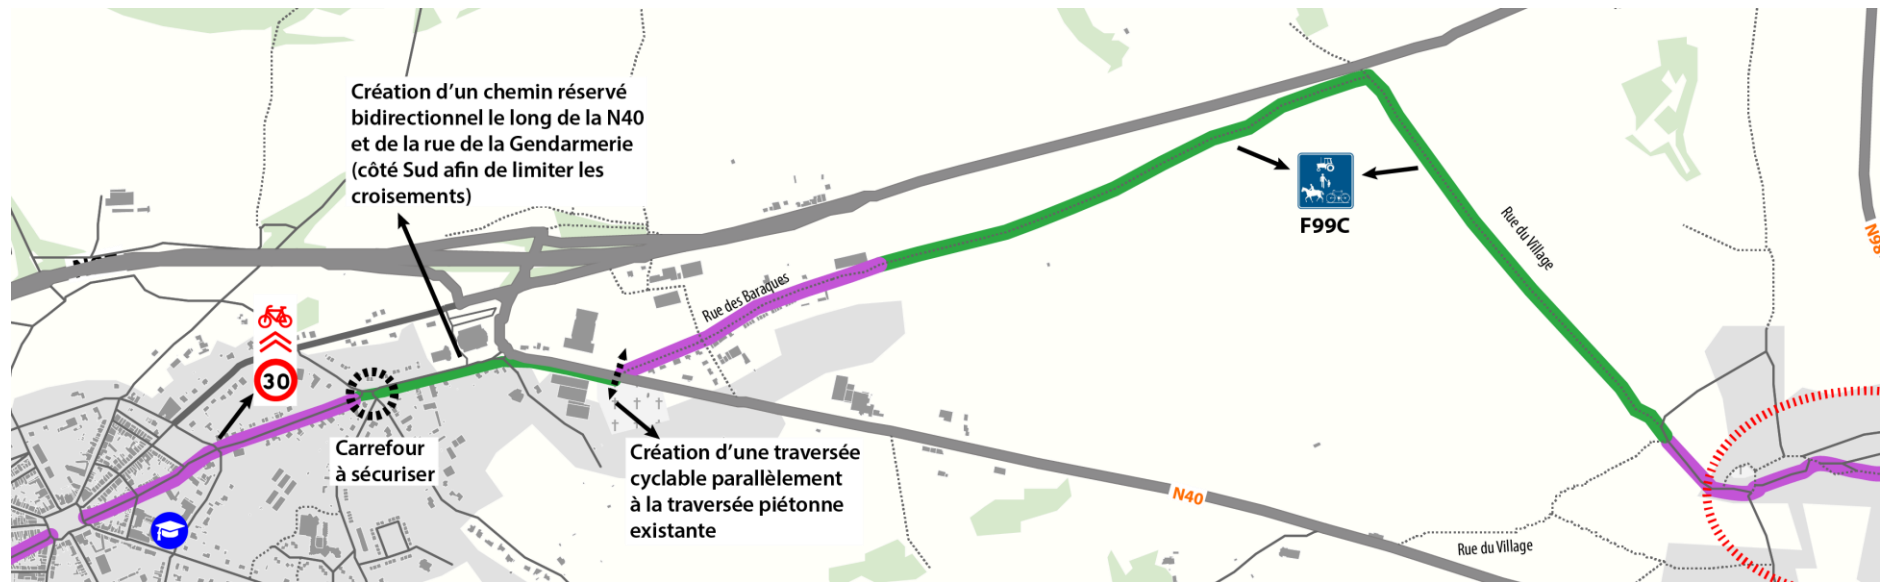 Création d'un chemin réservé
bidirectionnel le long de la N40
et de la rue de la Gendarmerie
(côté Sud afin de limiter les
croisements)
F99C
Rue du Village
N98
Rue des Baraques
30
Carrefour
à sécuriser
Création d'une traversée
cyclable parallèlement
à la traversée piétonne
existante
N40
Rue du Village